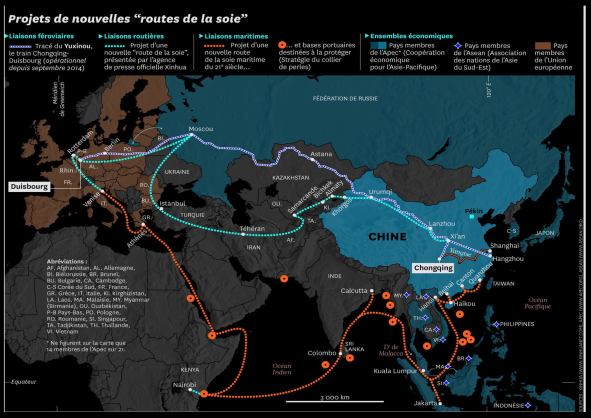 Projets de nouvelles “routes de la soie”
Liaisons ferroviaires
Tracé du Yuxinou,
le train Chongqing-
Duisbourg (opérationnel
depuis septembre 2014)
Liaisons routières
Projet d'une
nouvelle “route de la soie”,
présentée par l'agence
de presse officielle Xinhua
Liaisons maritimes
Projet d'une
nouvelle route
de la soie maritime
du 21e siècle...
... et bases portuaires
destinées à la protéger
(Stratégie du collier
de perles)
Ensembles économiques
Pays membres
de l'Apec* (Coopération
économique
pour l'Asie-Pacifique)
Pays membres
de l'Asean (Association
des nations de l'Asie
du Sud-Est)
Pays
membres
de l'Union
européenne
Méridien
de Greenwich
120° E
FÉDÉRATION DE RUSSIE
Moscou
Rotterdam
Berlin
PO.
BI.
AL.
Rhin
Duisbourg
FR.
Venise
IT.
UKRAINE
RO.
BU.
Istanbul
GR.
Athènes
TURQUIE
Téhéran
IRAN
Astana
KAZAKHSTAN
OU.
Samarcande
Bichkek
Almaty
KI.
Khorgos
TA.
AF.
Urumqi
Lanzhou
Xi'an
Pékin
CHINE
C-S
JAPON
Chongqing
Shanghai
Hangzhou
TAIWAN
Canton
Haikou
INDE
Calcutta
MY
LA
TH
CA
VI
PHILIPPINES
Océan
Pacifique
Colombo
SRI
LANKA
Océan
Indien
Dt de
Malacca
Kuala Lumpur
MA
BR
SI
Jakarta
INDONÉSIE
KENYA
Nairobi
Equateur
3 000 km
Abréviations :
AF. Afghanistan, AL. Allemagne,
BI. Biélorussie, BR. Brunei,
BU. Bulgarie, CA. Cambodge,
C-S Corée du Sud, FR. France,
GR. Grèce, IT. Italie, KI. Kirghizistan,
LA. Laos, MA. Malaisie, MY. Myanmar
(Birmanie), OU. Ouzbékistan,
P-B Pays-Bas, PO. Pologne,
RO. Roumanie, SI. Singapour,
TA. Tadjikistan, TH. Thaïlande,
VI. Vietnam
* Ne figurent sur la carte que
14 membres de l'Apec sur 21.